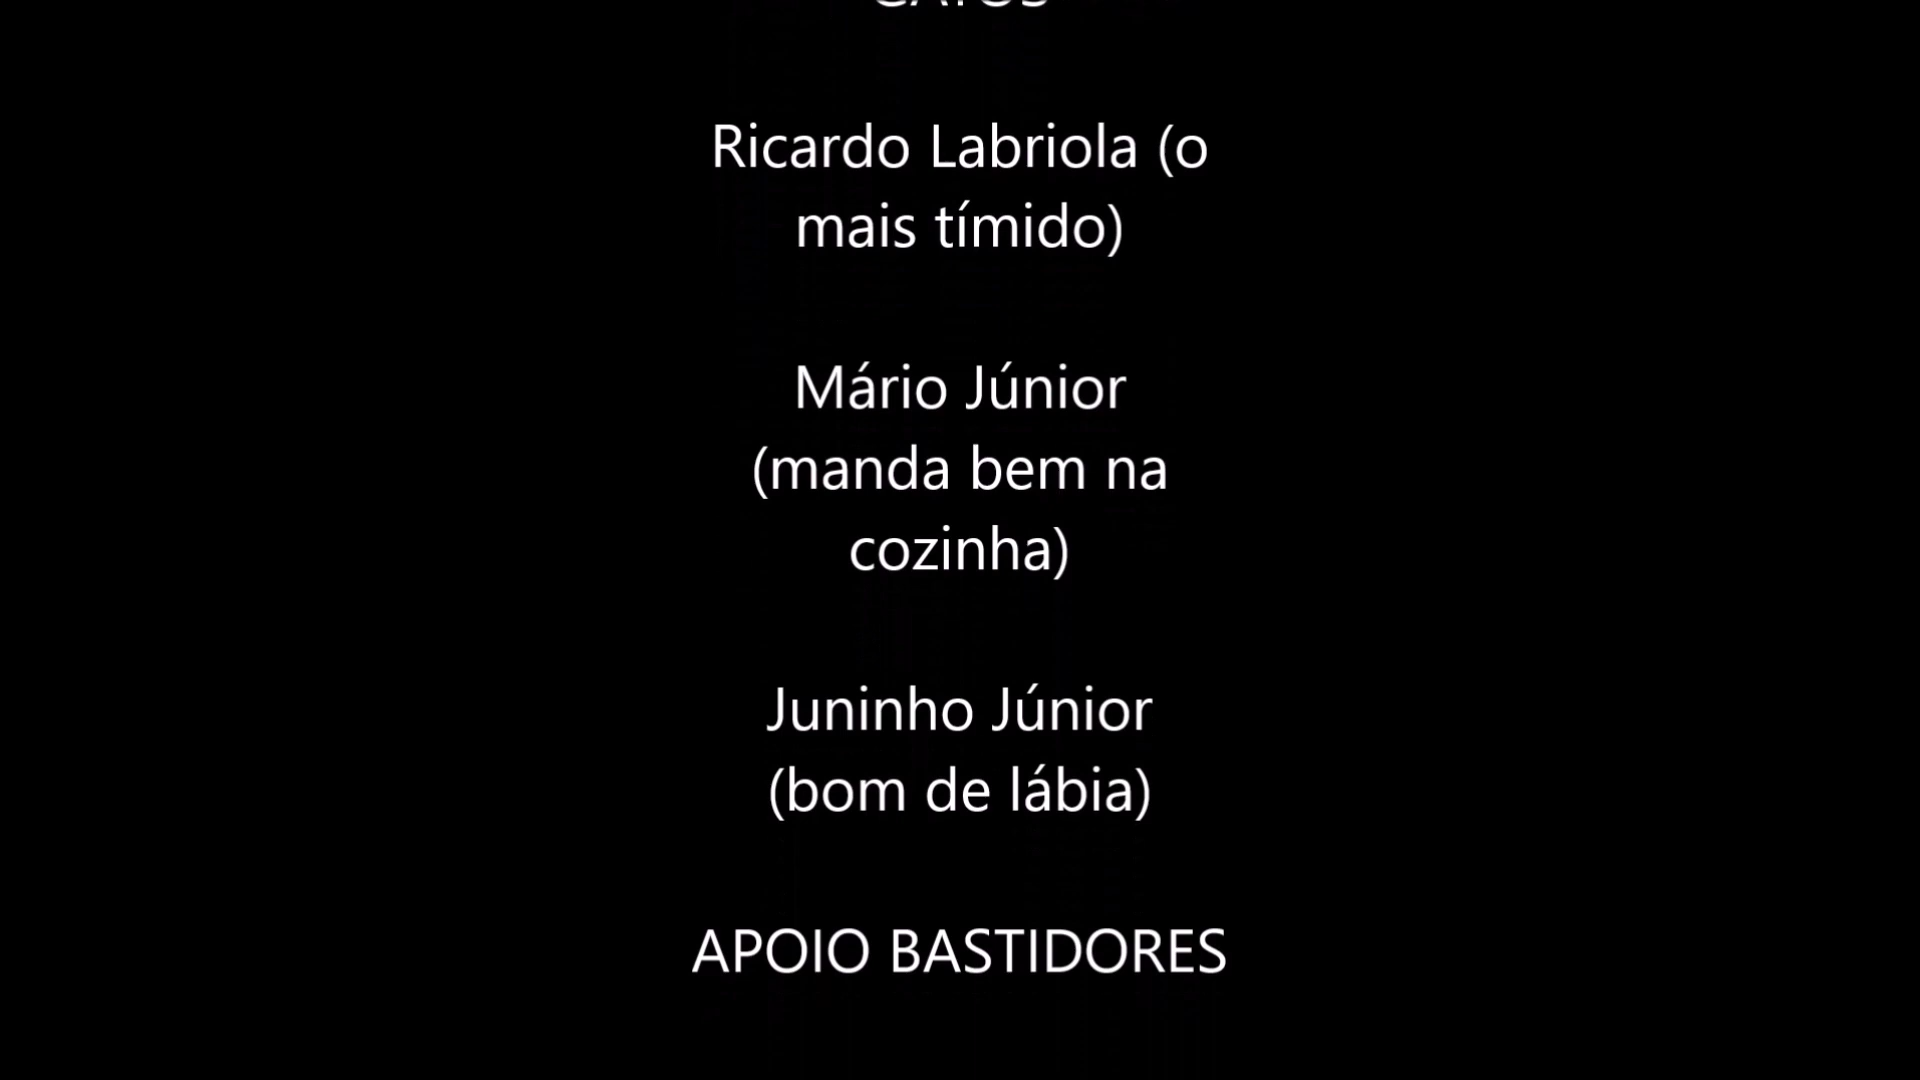 Ricardo Labriola (o
mais tímido)
Mário Júnior
(manda bem na
cozinha)
Juninho Júnior
(bom de lábia)
APOIO BASTIDORES